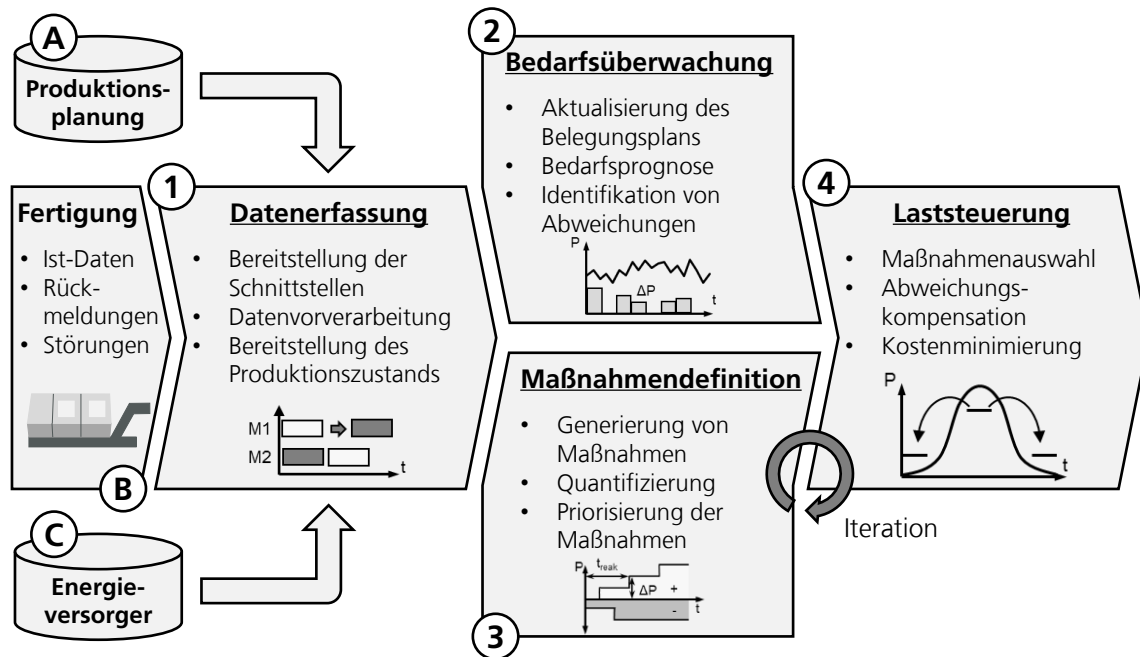 A
Produktions-
planung
Fertigung
• Ist-Daten
• Rück-
meldungen
• Störungen
B
C
Energie-
versorger
1
Datenerfassung
• Bereitstellung der
Schnittstellen
• Datenvorverarbeitung
• Bereitstellung des
Produktionszustands
M1
M2
t
2
Bedarfsüberwachung
• Aktualisierung des
Belegungsplans
• Bedarfsprognose
• Identifikation von
Abweichungen
P
ΔP
t
Maßnahmendefinition
• Generierung von
Maßnahmen
• Quantifizierung
• Priorisierung der
Maßnahmen
P
t_reak
ΔP
+
-
t
3
4
Laststeuerung
• Maßnahmenauswahl
• Abweichungs-
kompensation
• Kostenminimierung
P
t
Iteration